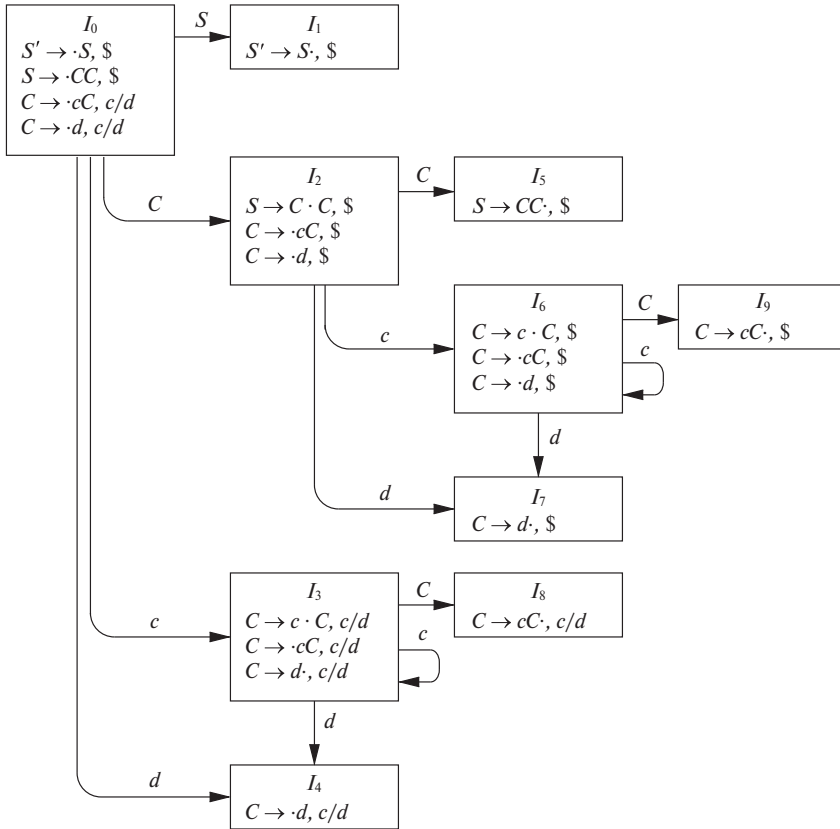 I0
S′ → ·S, $
S → ·CC, $
C → ·cC, c/d
C → ·d, c/d
S
I1
S′ → S·, $
C
I2
S → C · C, $
C → ·cC, $
C → ·d, $
C
I5
S → CC·, $
c
I6
C → c · C, $
C → ·cC, $
C → ·d, $
C
I9
C → cC·, $
c
d
d
I7
C → d·, $
c
I3
C → c · C, c/d
C → ·cC, c/d
C → d·, c/d
C
I8
C → cC·, c/d
c
d
d
I4
C → ·d, c/d